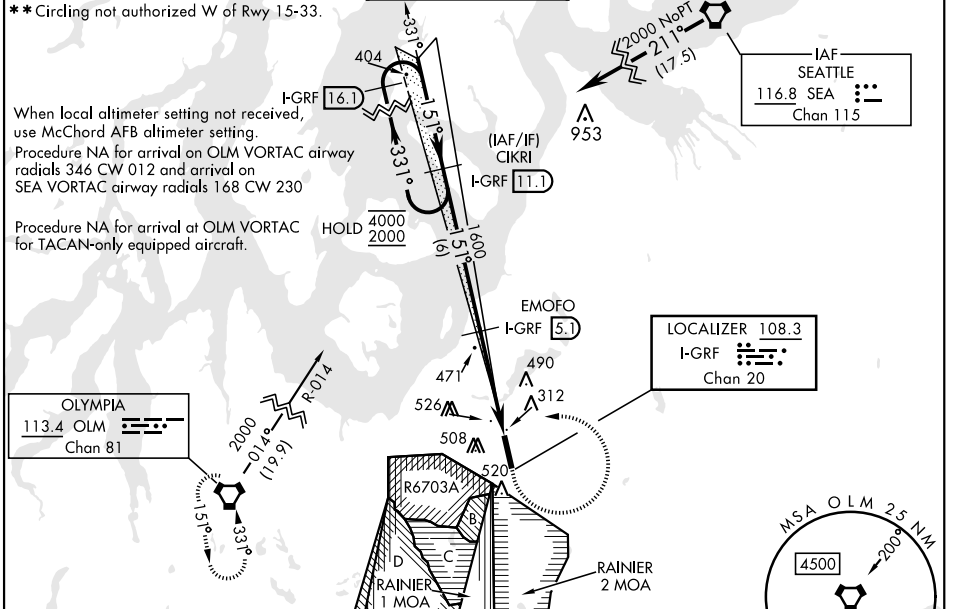 ** Circling not authorized W of Rwy 15-33.
331°
404
I-GRF 16.1
2000 NoPT
211°
(17.5)
IAF
SEATTLE
116.8 SEA
Chan 115
953
When local altimeter setting not received,
use McChord AFB altimeter setting.
Procedure NA for arrival on OLM VORTAC airway
radials 346 CW 012 and arrival on
SEA VORTAC airway radials 168 CW 230
Procedure NA for arrival at OLM VORTAC
for TACAN-only equipped aircraft.
151°
331°
(IAF/IF)
CIKRI
I-GRF 11.1
HOLD 4000
2000
1600
151°
(6)
EMOFO
I-GRF 5.1
LOCALIZER 108.3
I-GRF
Chan 20
471
490
312
526
508
520
R-014
2000
014°
(19.9)
OLYMPIA
113.4 OLM
Chan 81
151°
331°
R6703A
B
C
D
RAINIER
1 MOA
RAINIER
2 MOA
MSA OLM 25 NM
200°
4500